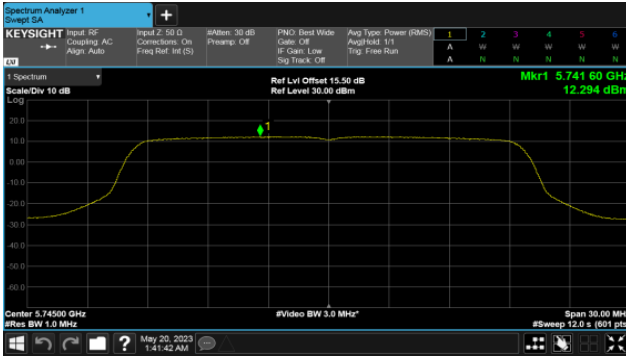 Spectrum Analyzer 1
Swept SA
KEYSIGHT
Input: RF
Coupling: AC
Align: Auto
Input Z: 50 Ω
Corrections: On
Freq Ref: Int (S)
#Atten: 30 dB
Preamp: Off
PNO: Best Wide
Gate: Off
IF Gain: Low
Sig Track: Off
Avg Type: Power (RMS)
Avg|Hold: 1/1
Trig: Free Run
1 2 3 4 5 6
A W W W W W
A N N N N N
LXI
1 Spectrum
Scale/Div 10 dB
Log
Ref Lvl Offset 15.50 dB
Ref Level 30.00 dBm
Mkr1 5.741 60 GHz
12.294 dBm
1
20.0
10.0
0.00
-10.0
-20.0
-30.0
-40.0
-50.0
-60.0
Center 5.74500 GHz
#Res BW 1.0 MHz
#Video BW 3.0 MHz*
Span 30.00 MH
#Sweep 12.0 s (601 pts
?
May 20, 2023
1:41:42 AM